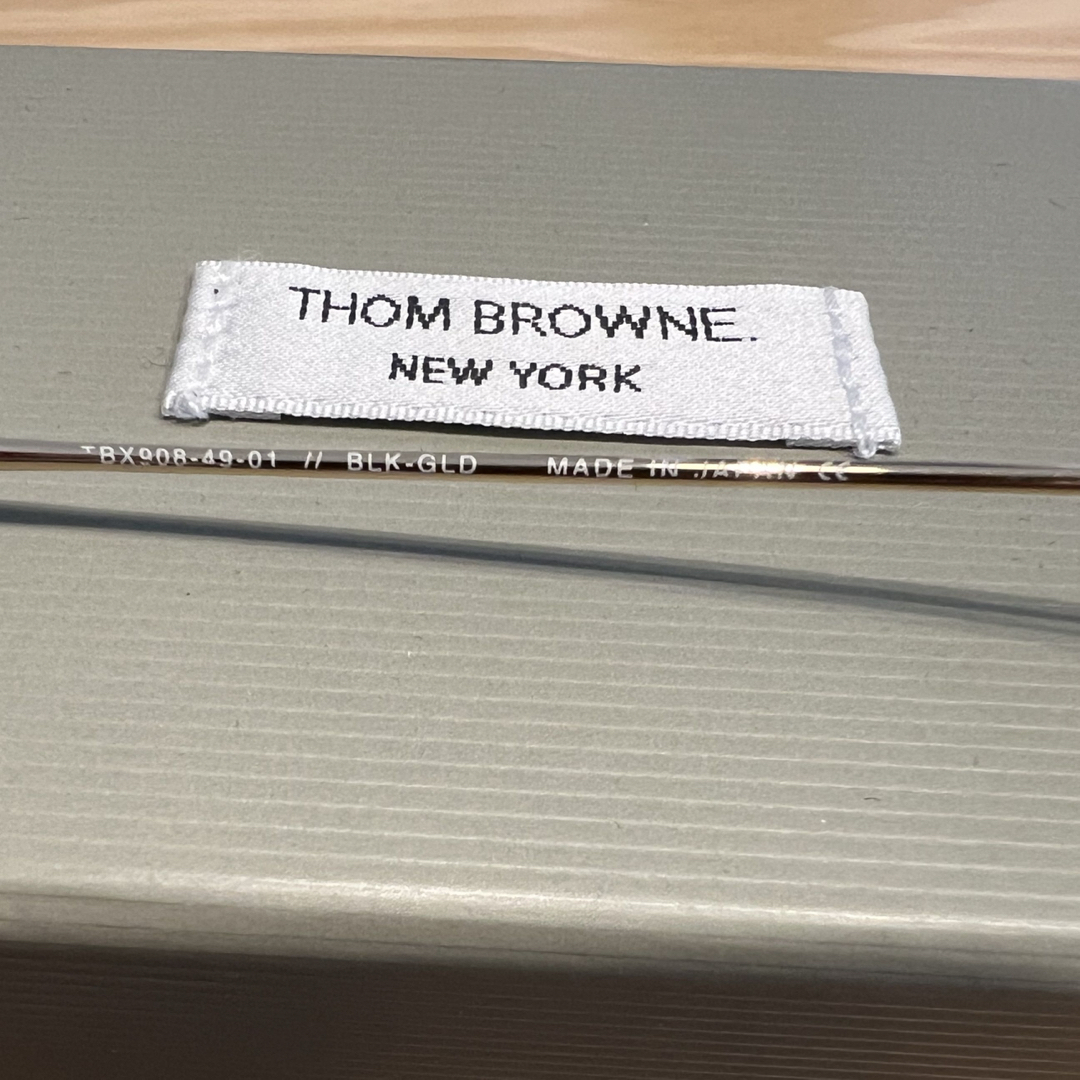 THOM BROWNE.
NEW YORK
TBX908-49-01 // BLK-GLD MADE IN JAPAN CE